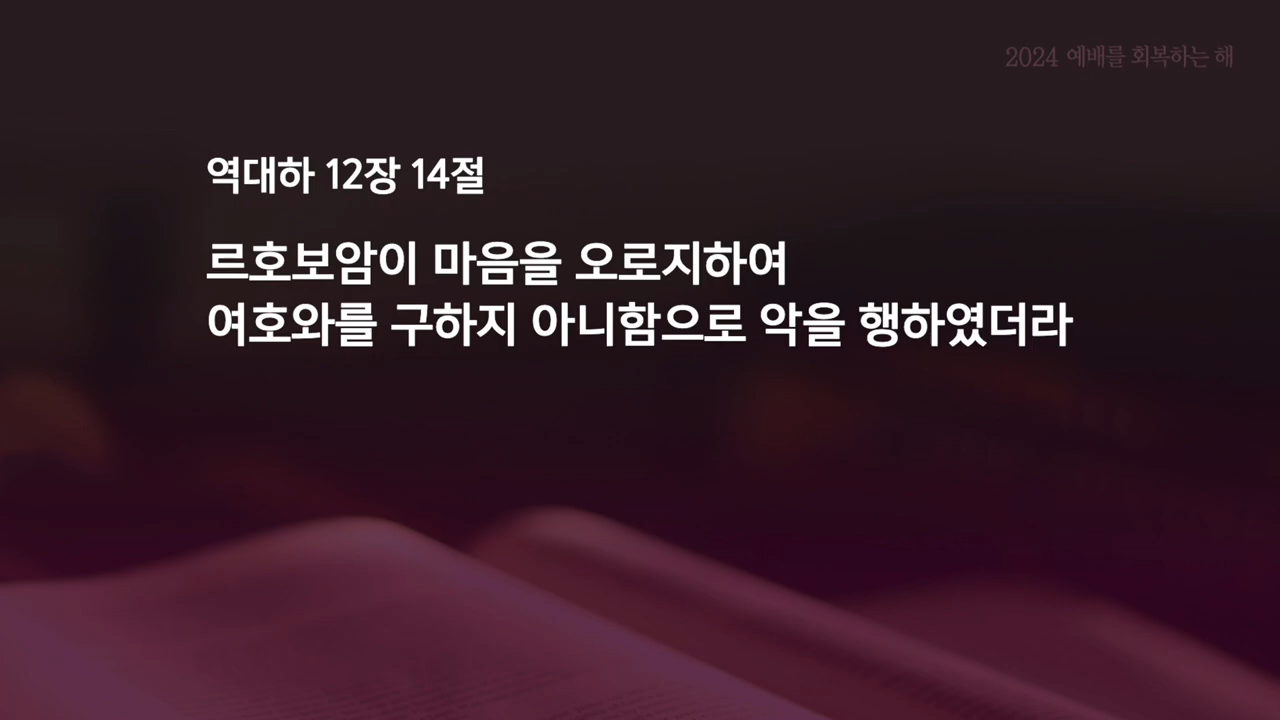 2024 예배를 회복하는 해
역대하 12장 14절
르호보암이 마음을 오로지하여
여호와를 구하지 아니함으로 악을 행하였더라